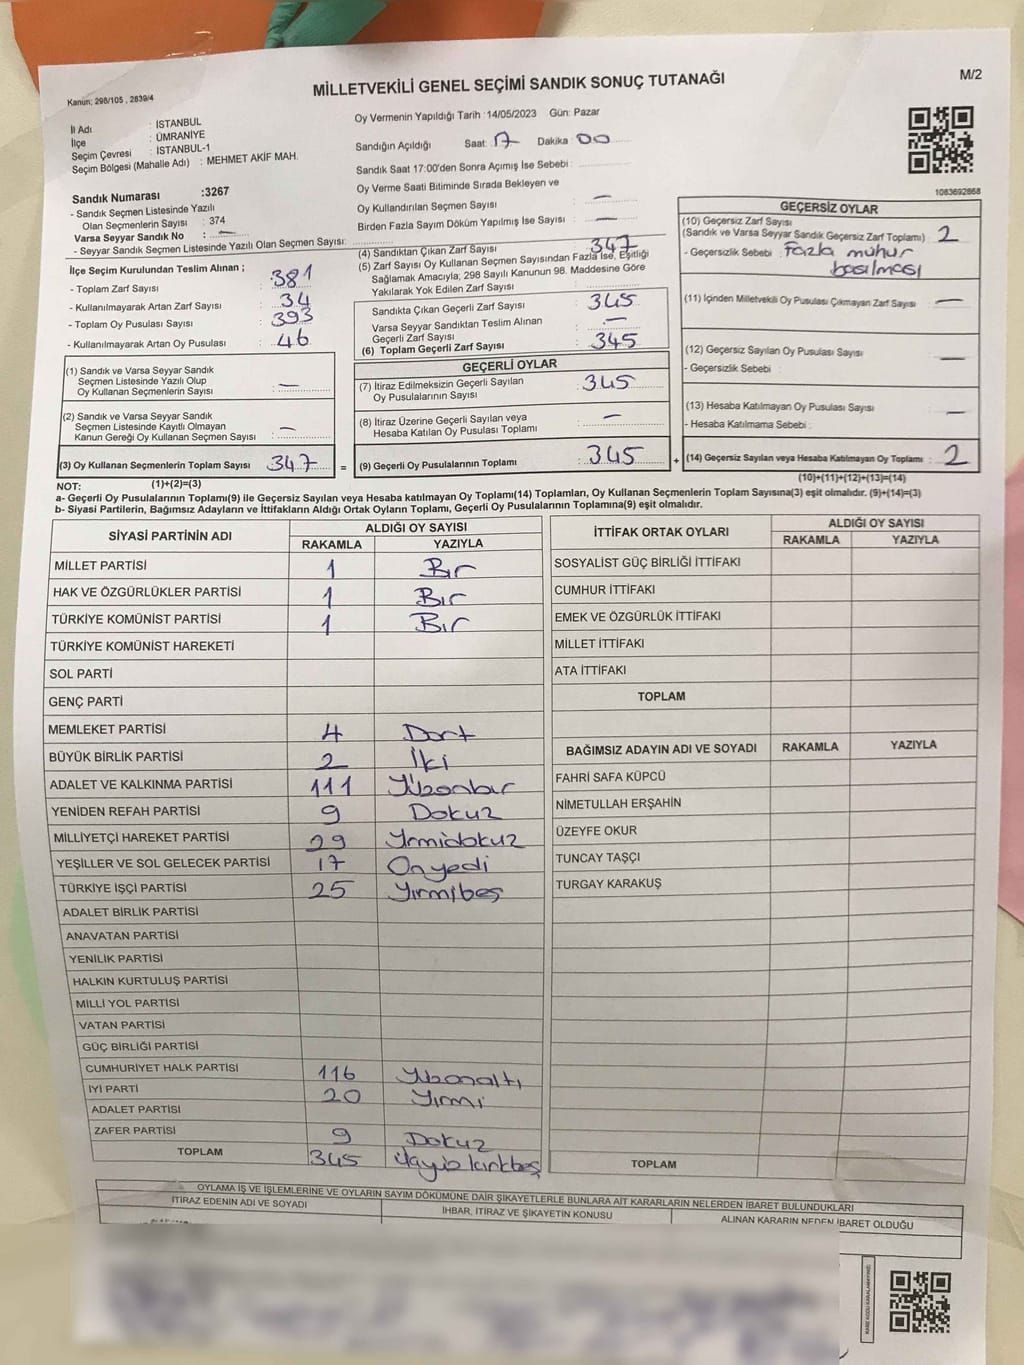 MİLLETVEKİLİ GENEL SEÇİMİ SANDIK SONUÇ TUTANAĞI
M/2
Kanun: 298/105 , 2839/4
İl Adı : İSTANBUL
İlçe : ÜMRANİYE
Seçim Çevresi : İSTANBUL-1
Seçim Bölgesi (Mahalle Adı) : MEHMET AKİF MAH.
Oy Vermenin Yapıldığı Tarih :14/05/2023 Gün: Pazar
Sandığın Açıldığı Saat: 17 Dakika 00
Sandık Saat 17:00'den Sonra Açımış İse Sebebi :
Oy Verme Saati Bitiminde Sırada Bekleyen ve
Oy Kullandırılan Seçmen Sayısı : —
Birden Fazla Sayım Döküm Yapılmış İse Sayısı : —
1083692868
Sandık Numarası :3267
- Sandık Seçmen Listesinde Yazılı
Olan Seçmenlerin Sayısı : 374
Varsa Seyyar Sandık No : —
- Seyyar Sandık Seçmen Listesinde Yazılı Olan Seçmen Sayısı:
İlçe Seçim Kurulundan Teslim Alınan ;
- Toplam Zarf Sayısı : 381
- Kullanılmayarak Artan Zarf Sayısı : 34
- Toplam Oy Pusulası Sayısı : 393
- Kullanılmayarak Artan Oy Pusulası : 46
(4) Sandıktan Çıkan Zarf Sayısı 347
(5) Zarf Sayısı Oy Kullanan Seçmen Sayısından Fazla İse, Eşitliği
Sağlamak Amacıyla; 298 Sayılı Kanunun 98. Maddesine Göre
Yakılarak Yok Edilen Zarf Sayısı :
Sandıkta Çıkan Geçerli Zarf Sayısı : 345
Varsa Seyyar Sandıktan Teslim Alınan
Geçerli Zarf Sayısı : —
(6) Toplam Geçerli Zarf Sayısı : 345
GEÇERSİZ OYLAR
(10) Geçersiz Zarf Sayısı
(Sandık ve Varsa Seyyar Sandık Geçersiz Zarf Toplamı) : 2
- Geçersizlik Sebebi : Fazla mühür
basılması
(11) İçinden Milletvekili Oy Pusulası Çıkmayan Zarf Sayısı : —
(12) Geçersiz Sayılan Oy Pusulası Sayısı : —
- Geçersizlik Sebebi :
(13) Hesaba Katılmayan Oy Pusulası Sayısı : —
- Hesaba Katılmama Sebebi :
(14) Geçersiz Sayılan veya Hesaba Katılmayan Oy Toplamı : 2
(10)+(11)+(12)+(13)=(14)
(1) Sandık ve Varsa Seyyar Sandık
Seçmen Listesinde Yazılı Olup
Oy Kullanan Seçmenlerin Sayısı : —
(2) Sandık ve Varsa Seyyar Sandık
Seçmen Listesinde Kayıtlı Olmayan
Kanun Gereği Oy Kullanan Seçmen Sayısı : —
(3) Oy Kullanan Seçmenlerin Toplam Sayısı : 347 =
(1)+(2)=(3)
GEÇERLİ OYLAR
(7) İtiraz Edilmeksizin Geçerli Sayılan
Oy Pusulalarının Sayısı : 345
(8) İtiraz Üzerine Geçerli Sayılan veya
Hesaba Katılan Oy Pusulası Toplamı : —
(9) Geçerli Oy Pusulalarının Toplamı : 345 +
NOT:
a- Geçerli Oy Pusulalarının Toplamı(9) ile Geçersiz Sayılan veya Hesaba katılmayan Oy Toplamı(14) Toplamları, Oy Kullanan Seçmenlerin Toplam Sayısına(3) eşit olmalıdır. (9)+(14)=(3)
b- Siyasi Partilerin, Bağımsız Adayların ve İttifakların Aldığı Ortak Oyların Toplamı, Geçerli Oy Pusulalarının Toplamına(9) eşit olmalıdır.
SİYASİ PARTİNİN ADI ALDIĞI OY SAYISI
RAKAMLA YAZIYLA
MİLLET PARTİSİ 1 Bir
HAK VE ÖZGÜRLÜKLER PARTİSİ 1 Bir
TÜRKİYE KOMÜNİST PARTİSİ 1 Bir
TÜRKİYE KOMÜNİST HAREKETİ
SOL PARTİ
GENÇ PARTİ
MEMLEKET PARTİSİ 4 Dört
BÜYÜK BİRLİK PARTİSİ 2 İki
ADALET VE KALKINMA PARTİSİ 111 Yüzonbir
YENİDEN REFAH PARTİSİ 9 Dokuz
MİLLİYETÇİ HAREKET PARTİSİ 29 Yirmidokuz
YEŞİLLER VE SOL GELECEK PARTİSİ 17 Onyedi
TÜRKİYE İŞÇİ PARTİSİ 25 Yirmibeş
ADALET BİRLİK PARTİSİ
ANAVATAN PARTİSİ
YENİLİK PARTİSİ
HALKIN KURTULUŞ PARTİSİ
MİLLİ YOL PARTİSİ
VATAN PARTİSİ
GÜÇ BİRLİĞİ PARTİSİ
CUMHURİYET HALK PARTİSİ 116 Yüzonaltı
İYİ PARTİ 20 Yirmi
ADALET PARTİSİ
ZAFER PARTİSİ 9 Dokuz
TOPLAM 345 üçyüz kırkbeş
İTTİFAK ORTAK OYLARI ALDIĞI OY SAYISI
RAKAMLA YAZIYLA
SOSYALİST GÜÇ BİRLİĞİ İTTİFAKI
CUMHUR İTTİFAKI
EMEK VE ÖZGÜRLÜK İTTİFAKI
MİLLET İTTİFAKI
ATA İTTİFAKI
TOPLAM
BAĞIMSIZ ADAYIN ADI VE SOYADI RAKAMLA YAZIYLA
FAHRİ SAFA KÜPCÜ
NİMETULLAH ERŞAHİN
ÜZEYFE OKUR
TUNCAY TAŞÇI
TURGAY KARAKUŞ
TOPLAM
OYLAMA İŞ VE İŞLEMLERİNE VE OYLARIN SAYIM DÖKÜMÜNE DAİR ŞİKAYETLERLE BUNLARA AİT KARARLARIN NELERDEN İBARET BULUNDUKLARI
İTİRAZ EDENİN ADI VE SOYADI İHBAR, İTİRAZ VE ŞİKAYETİN KONUSU ALINAN KARARIN NEDEN İBARET OLDUĞU
KARE KODU KARALAMAYINIZ!